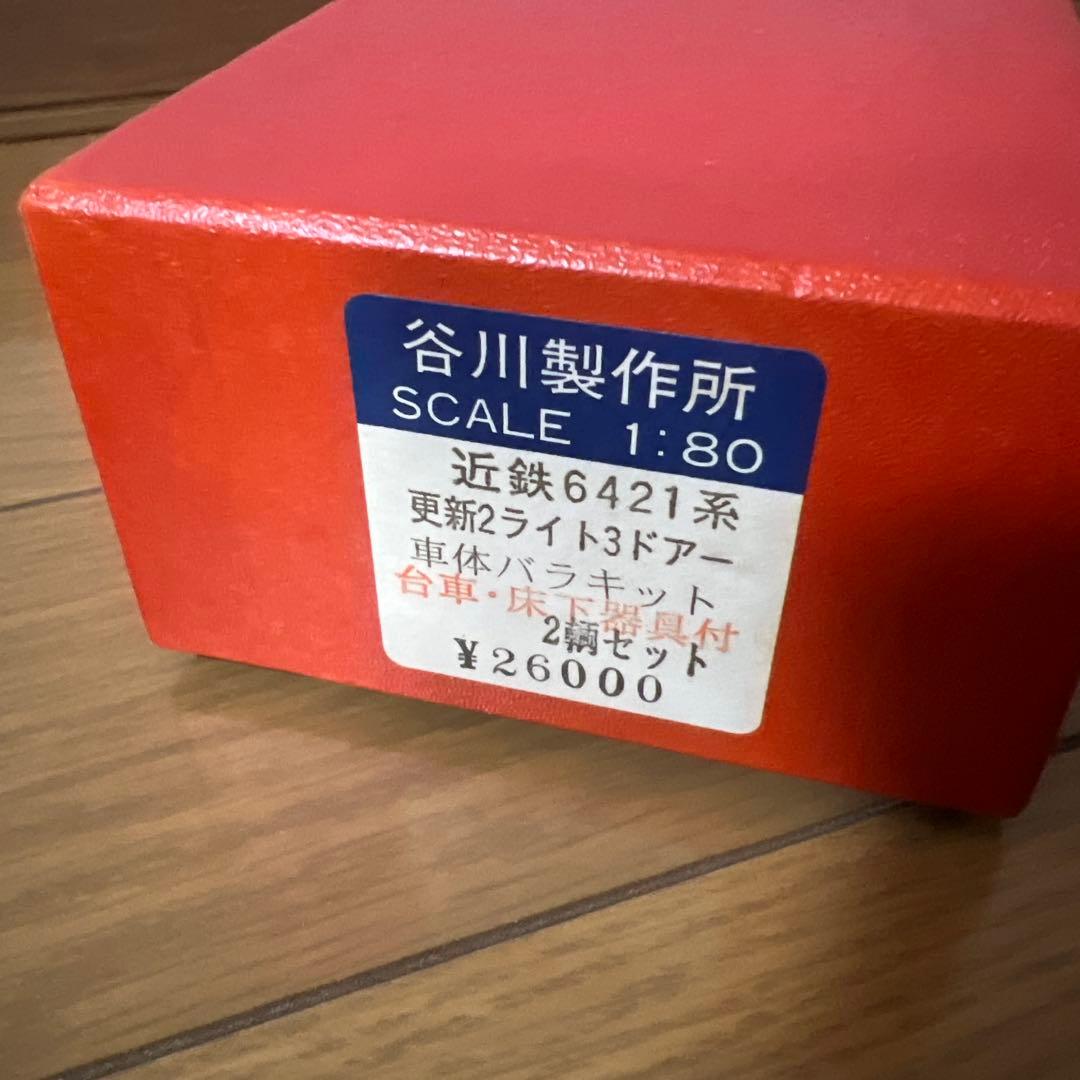 谷川製作所
SCALE 1:80
近鉄6421系
更新2ライト3ドアー
車体バラキット
台車・床下器具付
2輌セット
¥26000